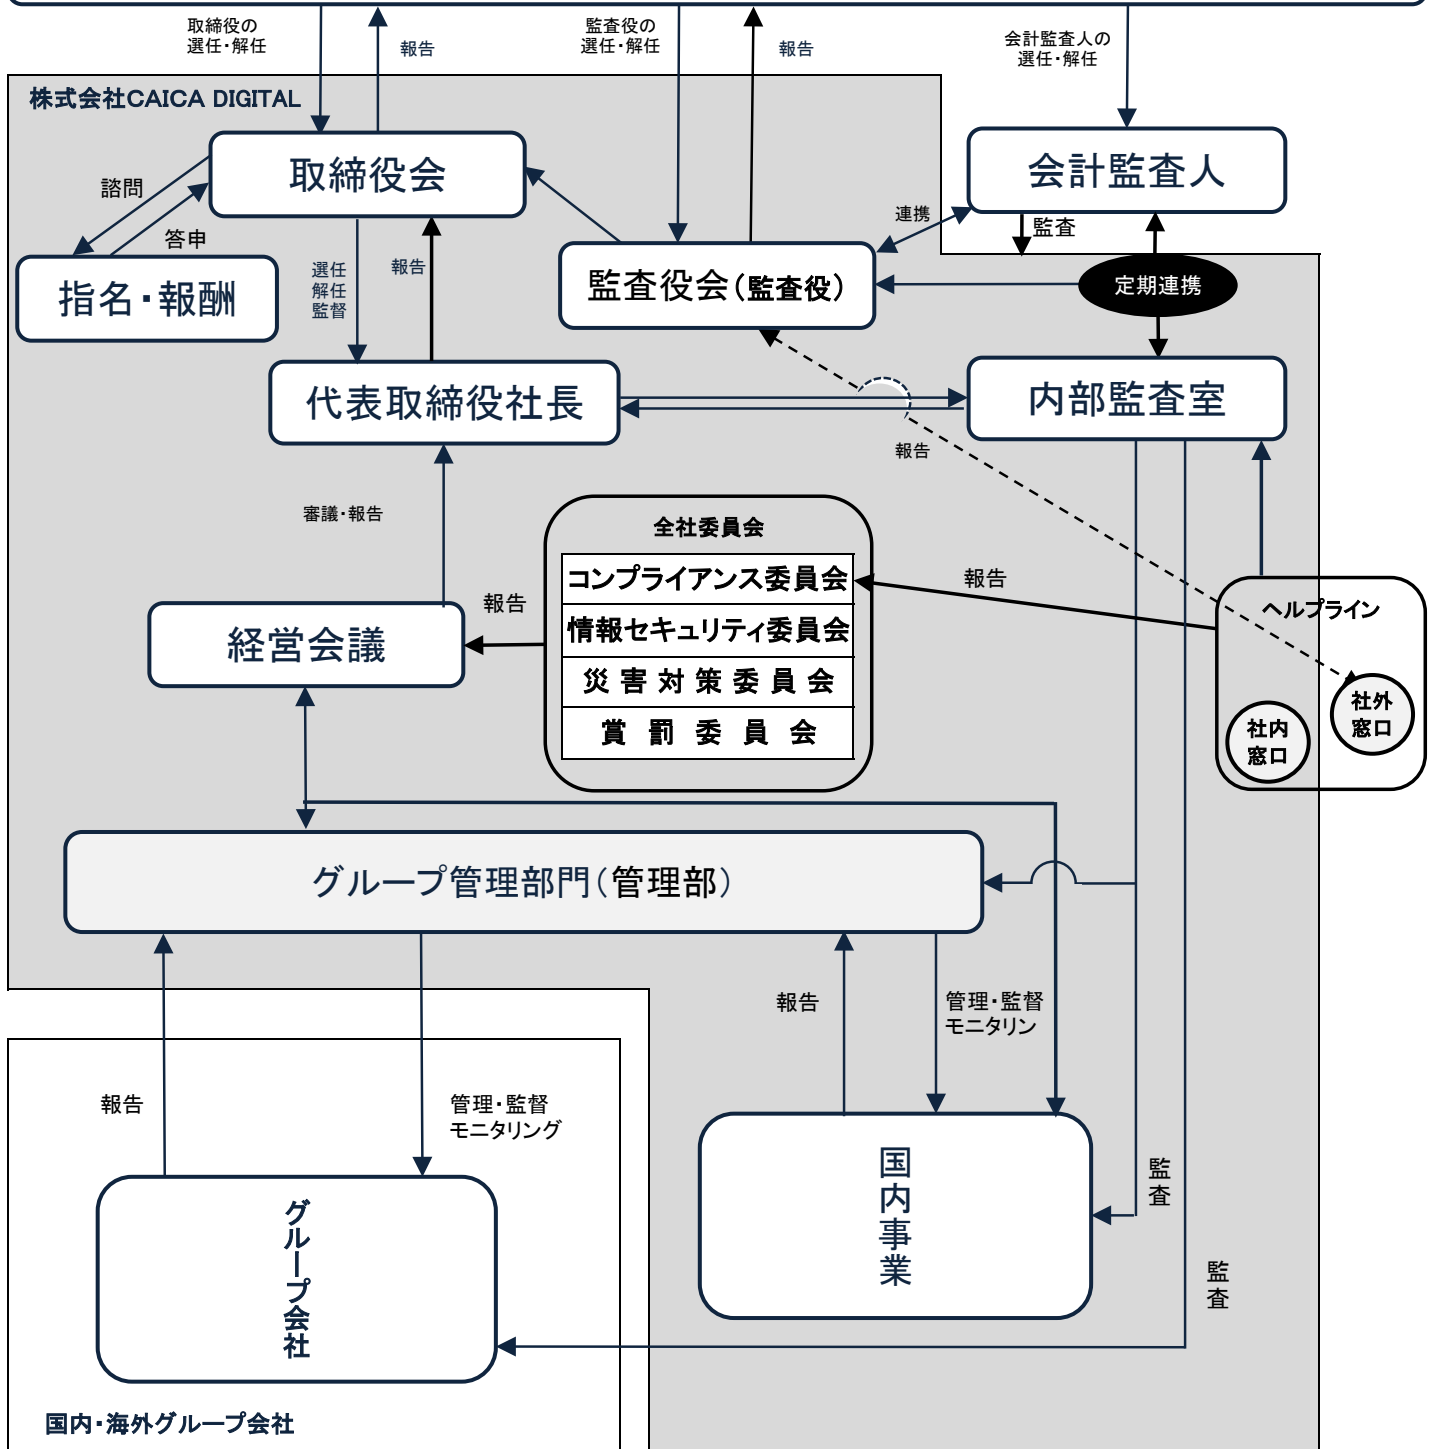 取締役の
選任・解任
報告
監査役の
選任・解任
報告
会計監査人の
選任・解任
株式会社CAICA DIGITAL
取締役会
会計監査人
諮問
答申
連携
監査
指名・報酬
選任
解任
監督
報告
監査役会(監査役)
定期連携
代表取締役社長
内部監査室
報告
審議・報告
全社委員会
コンプライアンス委員会
情報セキュリティ委員会
災害対策委員会
賞罰委員会
報告
報告
経営会議
ヘルプライン
社外
窓口
社内
窓口
グループ管理部門(管理部)
報告
管理・監督
モニタリン
報告
管理・監督
モニタリング
国内事業
監査
監査
グループ会社
国内・海外グループ会社